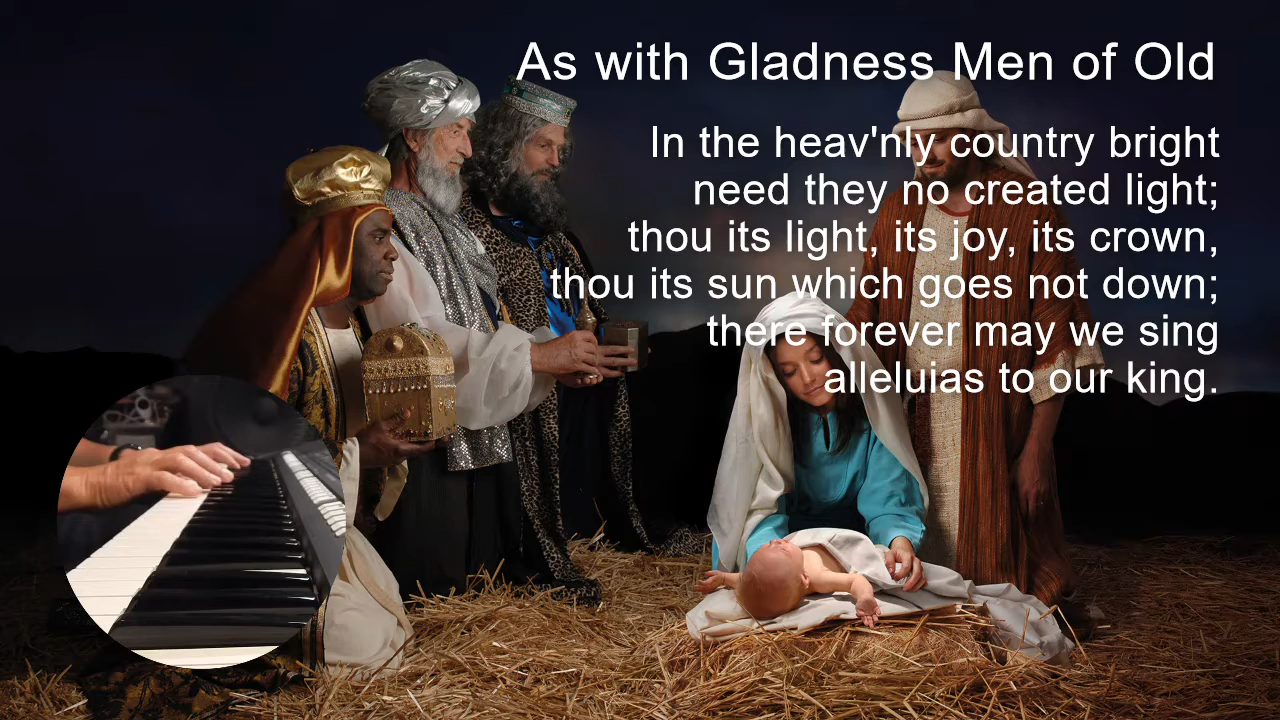 As with Gladness Men of Old
In the heav'nly country bright
need they no created light;
thou its light, its joy, its crown,
thou its sun which goes not down;
there forever may we sing
alleluias to our king.